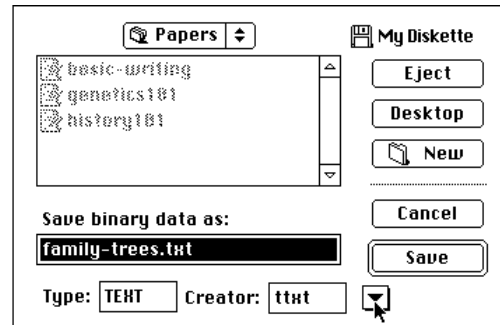 Papers
My Diskette
basic-writing
genetics101
history101
Eject
Desktop
New
Save binary data as:
family-trees.txt
Cancel
Save
Type: TEXT Creator: ttxt